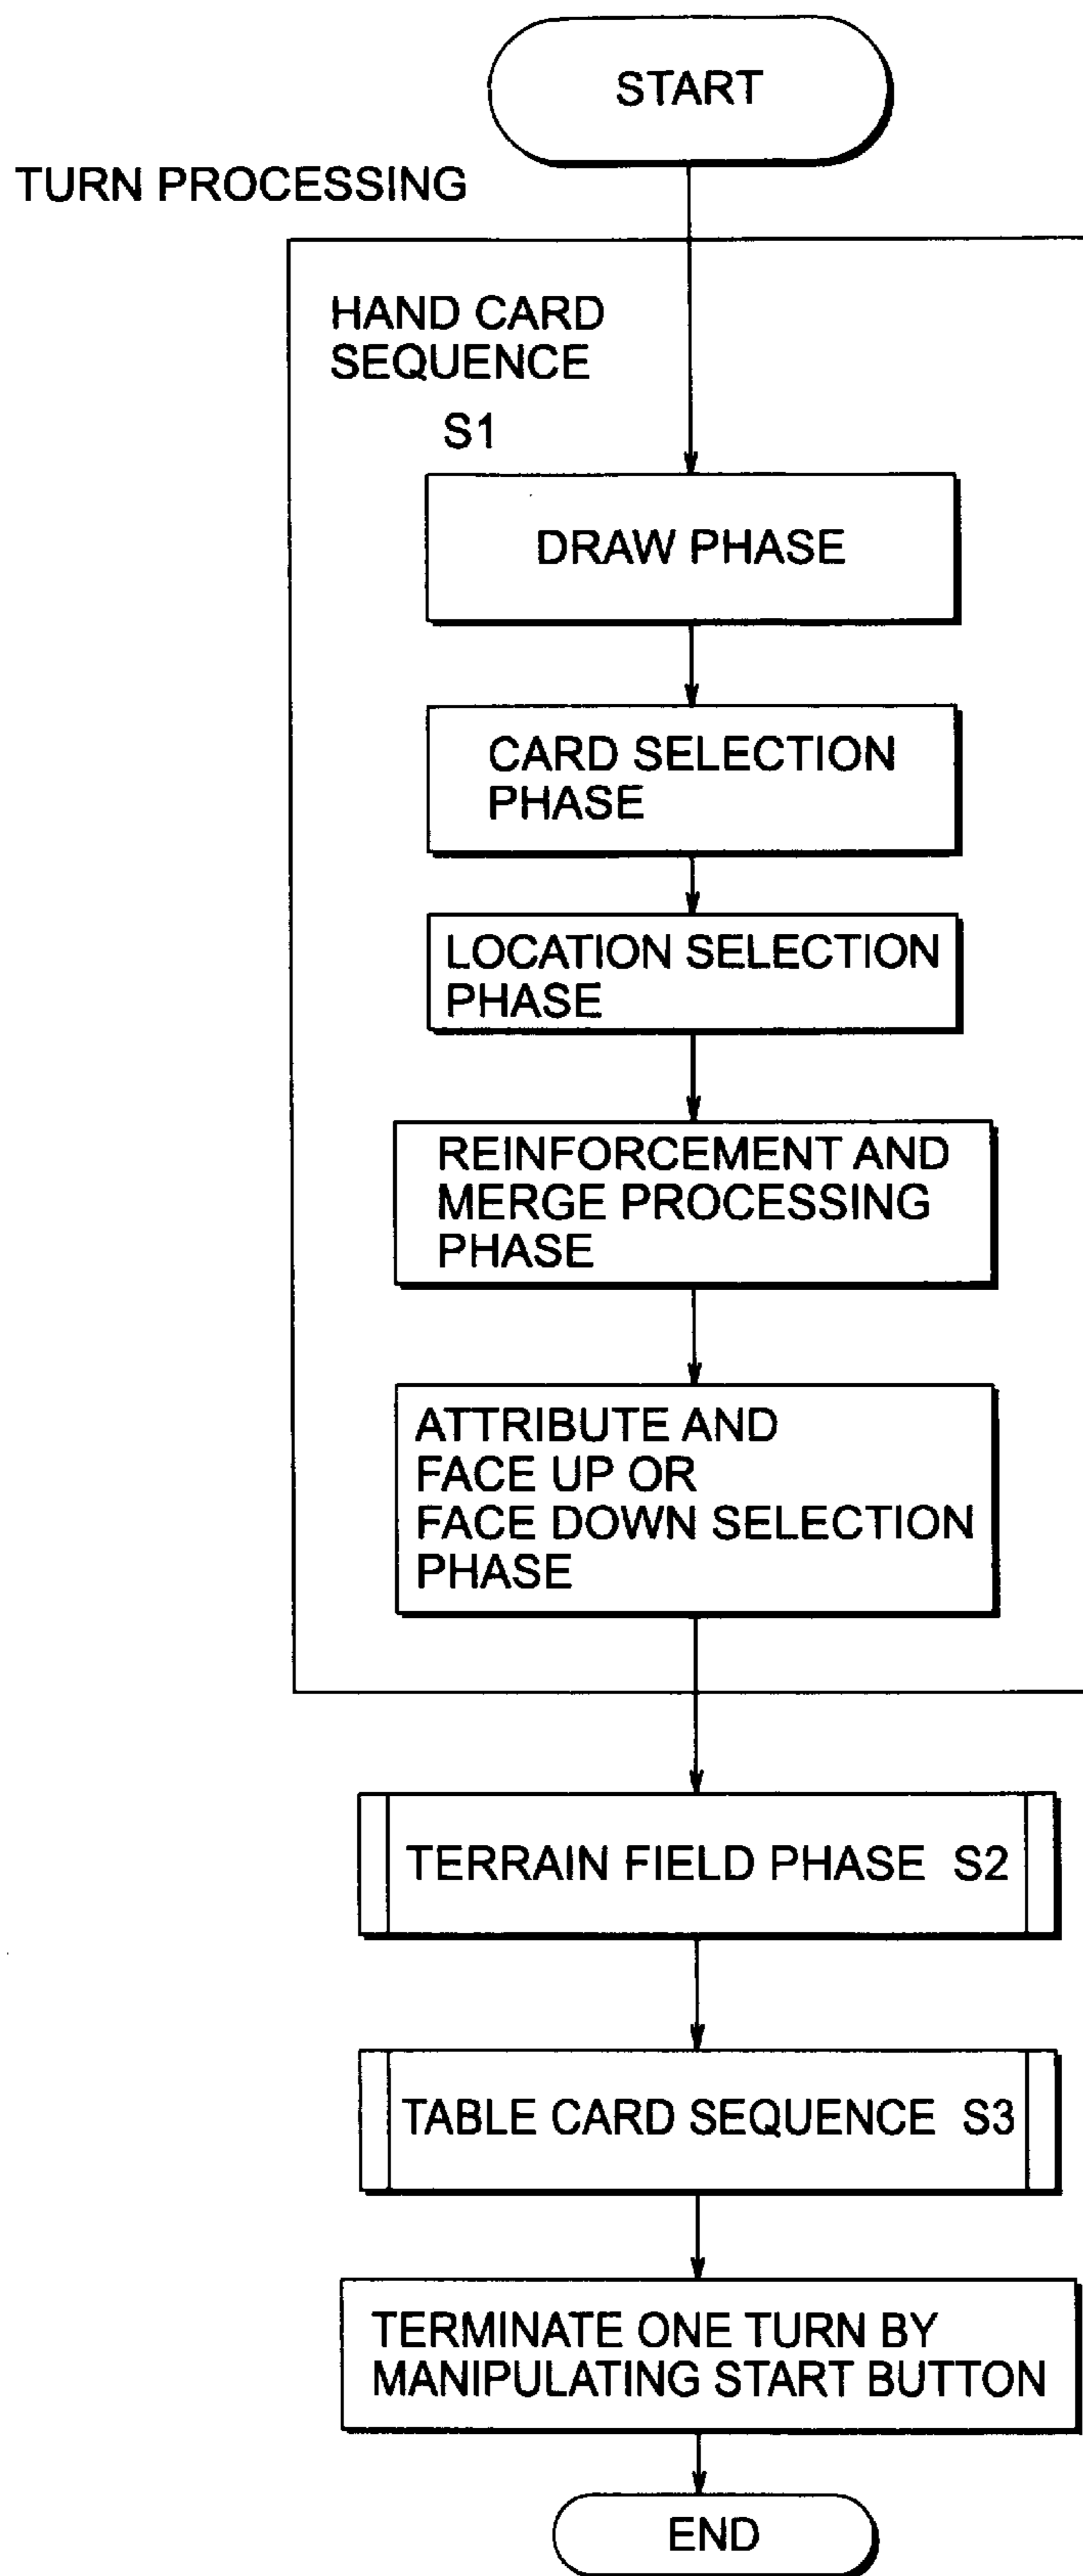 START
TURN PROCESSING
HAND CARD
SEQUENCE
S1
DRAW PHASE
CARD SELECTION
PHASE
LOCATION SELECTION
PHASE
REINFORCEMENT AND
MERGE PROCESSING
PHASE
ATTRIBUTE AND
FACE UP OR
FACE DOWN SELECTION
PHASE
TERRAIN FIELD PHASE S2
TABLE CARD SEQUENCE S3
TERMINATE ONE TURN BY
MANIPULATING START BUTTON
END